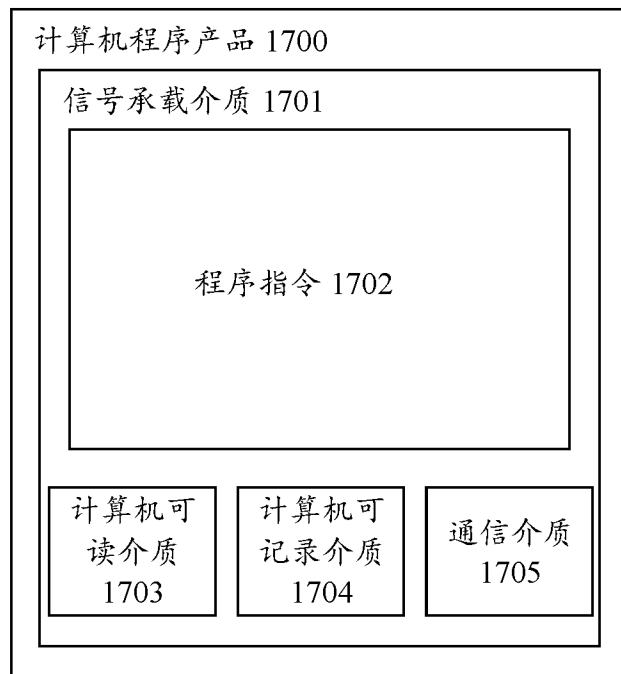 计算机程序产品 1700
信号承载介质 1701
程序指令 1702
计算机可
读介质
1703
计算机可
记录介质
1704
通信介质
1705